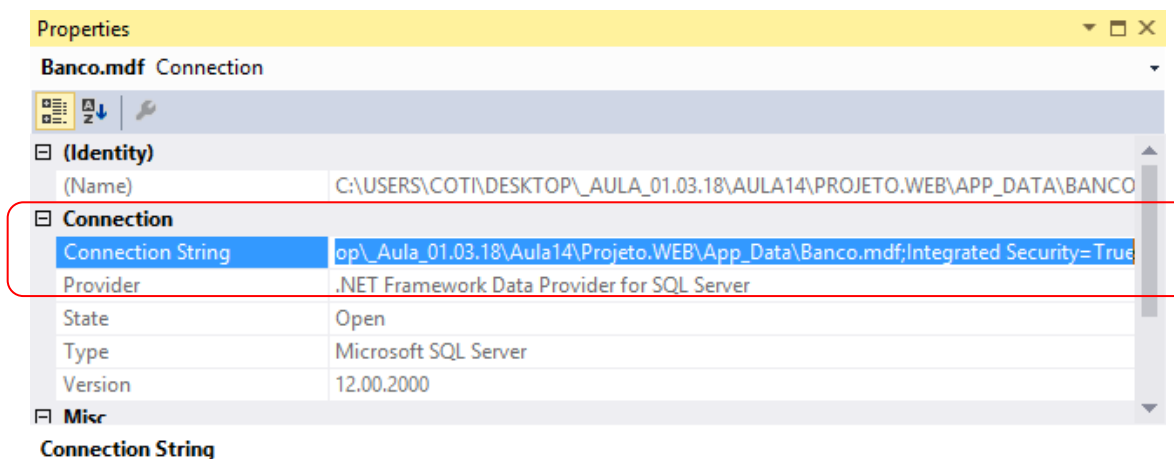 Properties
Banco.mdf Connection
(Identity)
(Name) C:\USERS\COTI\DESKTOP\_AULA_01.03.18\AULA14\PROJETO.WEB\APP_DATA\BANCO
Connection
Connection String op\_Aula_01.03.18\Aula14\Projeto.WEB\App_Data\Banco.mdf;Integrated Security=True
Provider .NET Framework Data Provider for SQL Server
State Open
Type Microsoft SQL Server
Version 12.00.2000
Misc
Connection String